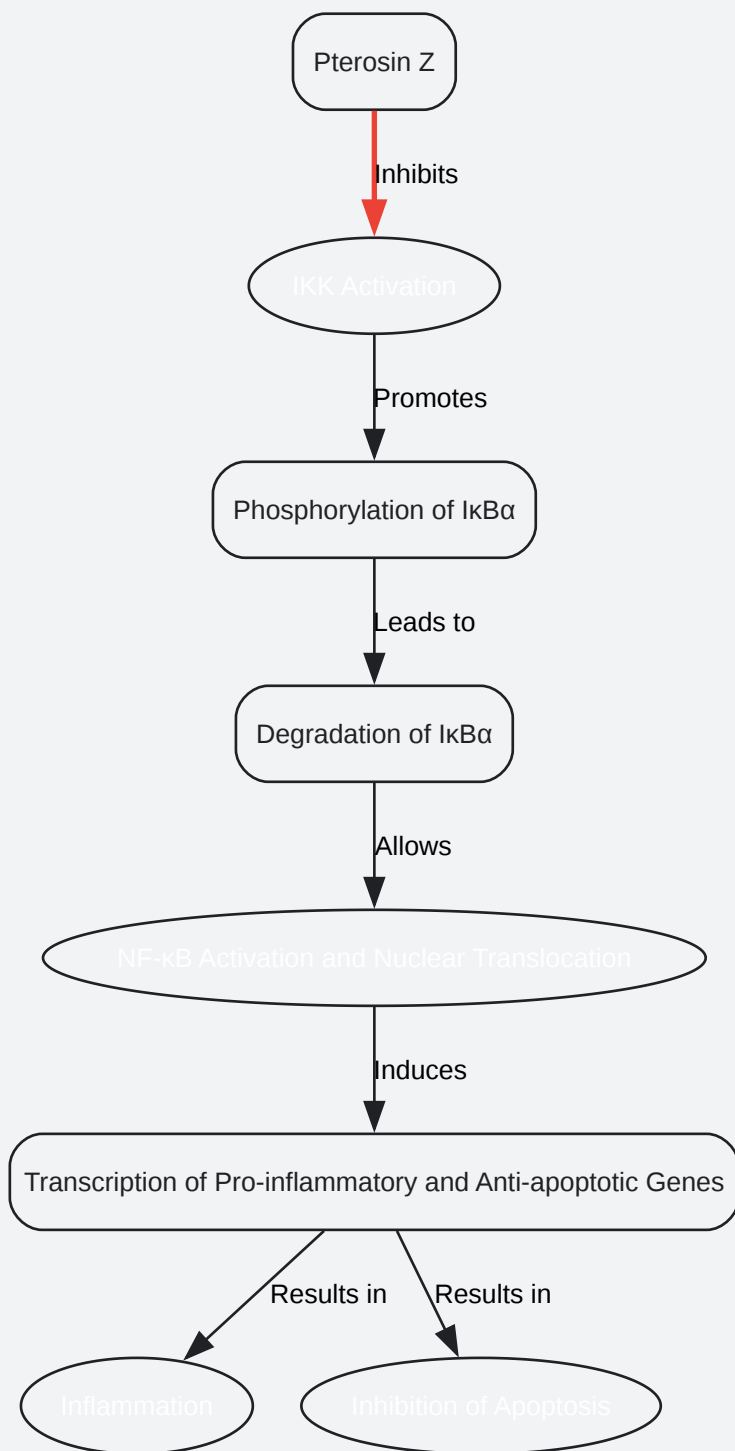 Pterosin Z
Inhibits
IKK Activation
Promotes
Phosphorylation of IκBα
Leads to
Degradation of IκBα
Allows
NF-κB Activation and Nuclear Translocation
Induces
Transcription of Pro-inflammatory and Anti-apoptotic Genes
Results in
Results in
Inflammation
Inhibition of Apoptosis